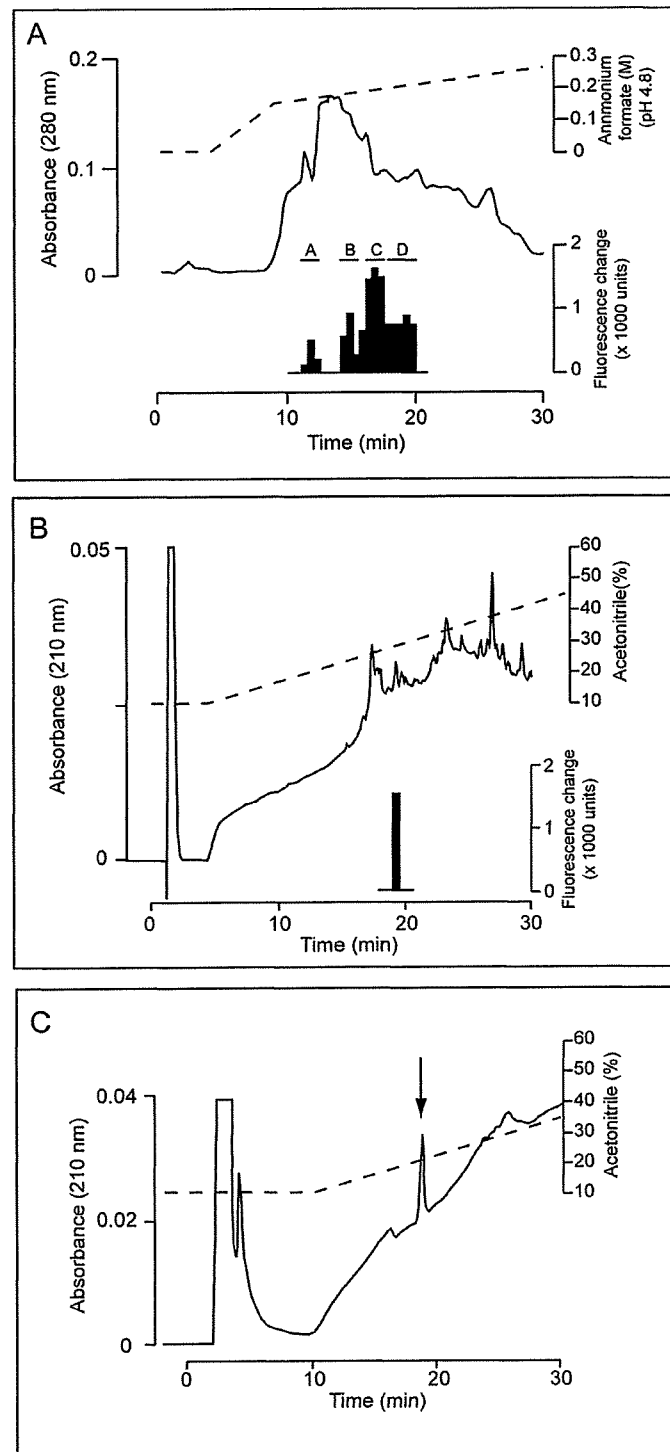 A
Absorbance (280 nm)
0.2
0.1
0
Annmonium
formate (M)
(pH 4.8)
0.3
0.2
0.1
0
A B C D
Fluorescence change
(x 1000 units)
2
1
0
0 10 20 30
Time (min)
B
Absorbance (210 nm)
0.05
0
Acetonitrile(%)
60
50
40
30
20
10
Fluorescence change
(x 1000 units)
2
1
0
0 10 20 30
Time (min)
C
Absorbance (210 nm)
0.04
0.02
0
Acetonitrile (%)
60
50
40
30
20
10
0 10 20 30
Time (min)